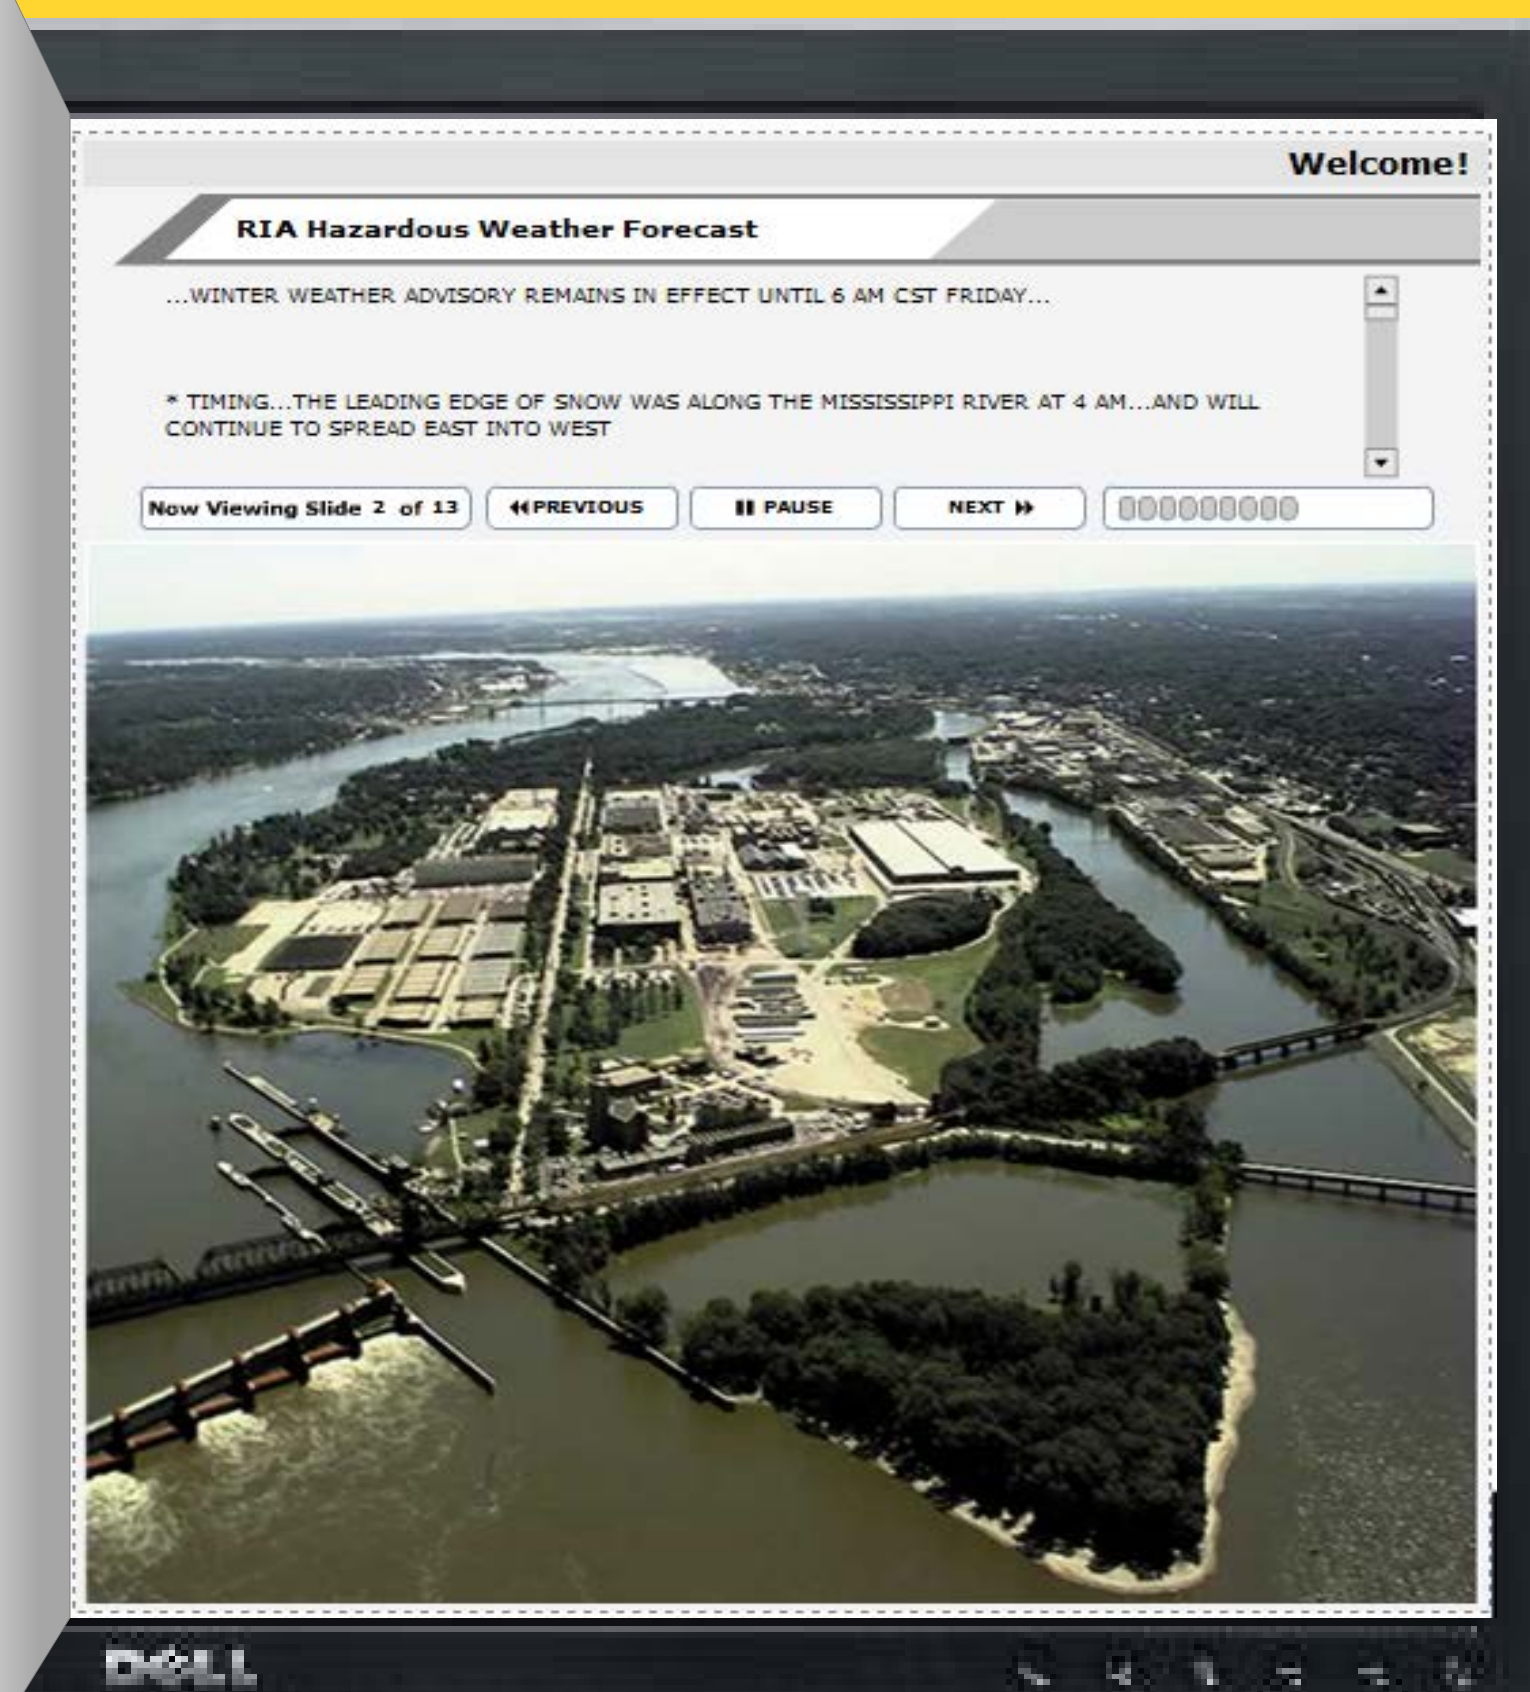 Welcome!
RIA Hazardous Weather Forecast
...WINTER WEATHER ADVISORY REMAINS IN EFFECT UNTIL 6 AM CST FRIDAY...
* TIMING...THE LEADING EDGE OF SNOW WAS ALONG THE MISSISSIPPI RIVER AT 4 AM...AND WILL
CONTINUE TO SPREAD EAST INTO WEST
Now Viewing Slide 2 of 13 PREVIOUS PAUSE NEXT
DELL